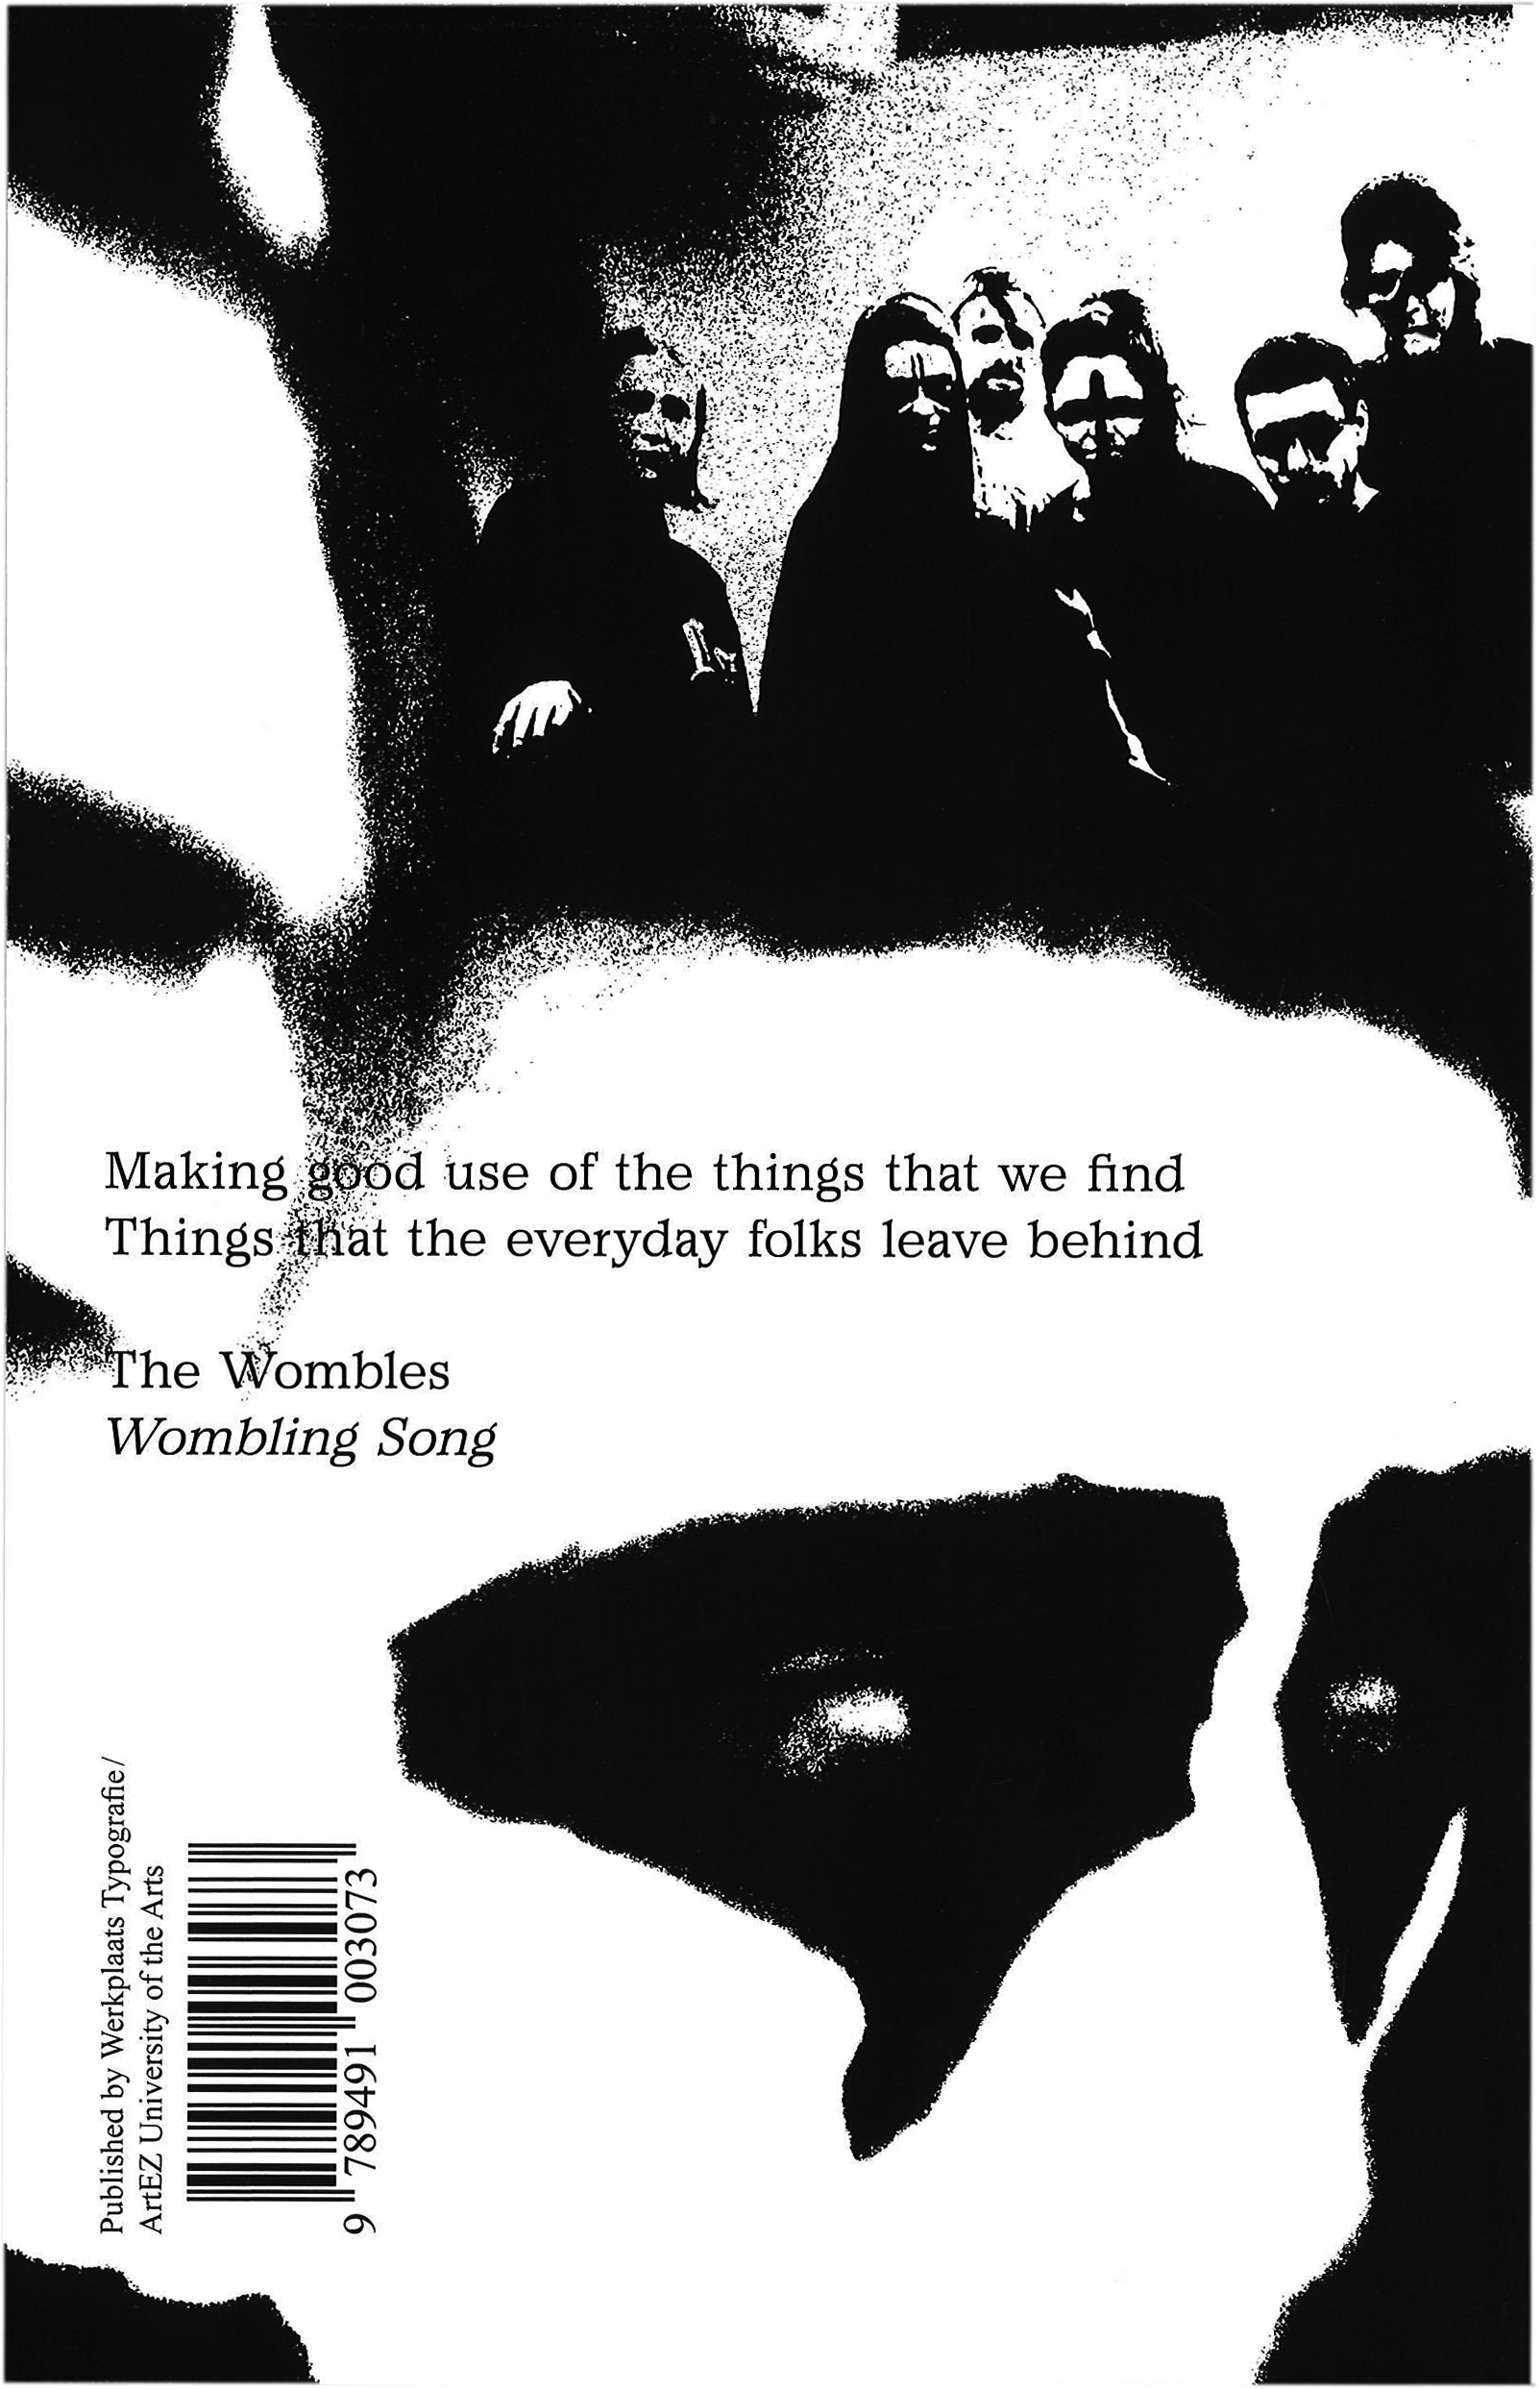 Making good use of the things that we find
Things that the everyday folks leave behind
The Wombles
Wombling Song
Published by Werkplaats Typografie/
ArtEZ University of the Arts
9 789491 003073